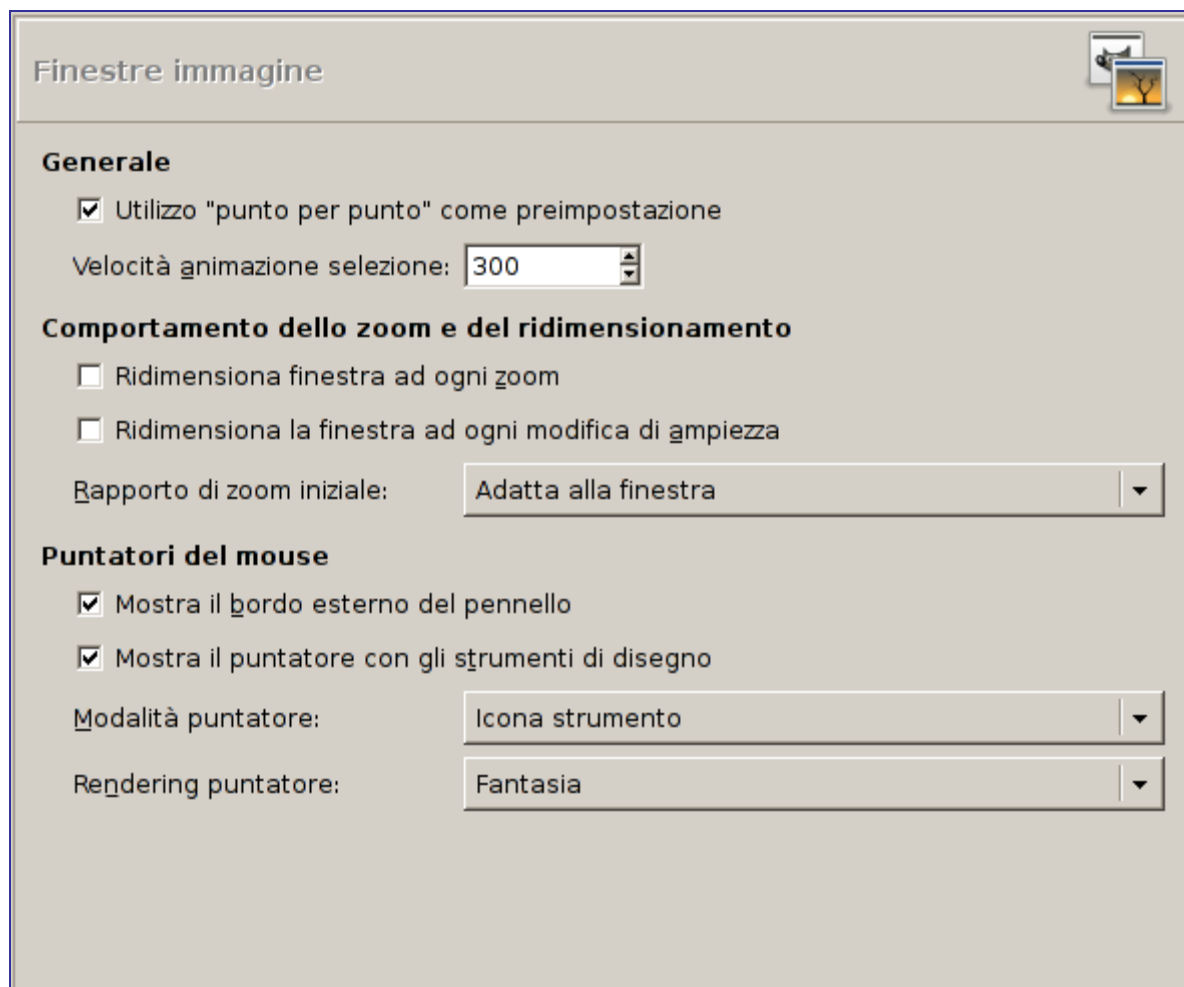 Finestre immagine
Generale
Utilizzo "punto per punto" come preimpostazione
Velocità animazione selezione: 300
Comportamento dello zoom e del ridimensionamento
Ridimensiona finestra ad ogni zoom
Ridimensiona la finestra ad ogni modifica di ampiezza
Rapporto di zoom iniziale: Adatta alla finestra
Puntatori del mouse
Mostra il bordo esterno del pennello
Mostra il puntatore con gli strumenti di disegno
Modalità puntatore: Icona strumento
Rendering puntatore: Fantasia